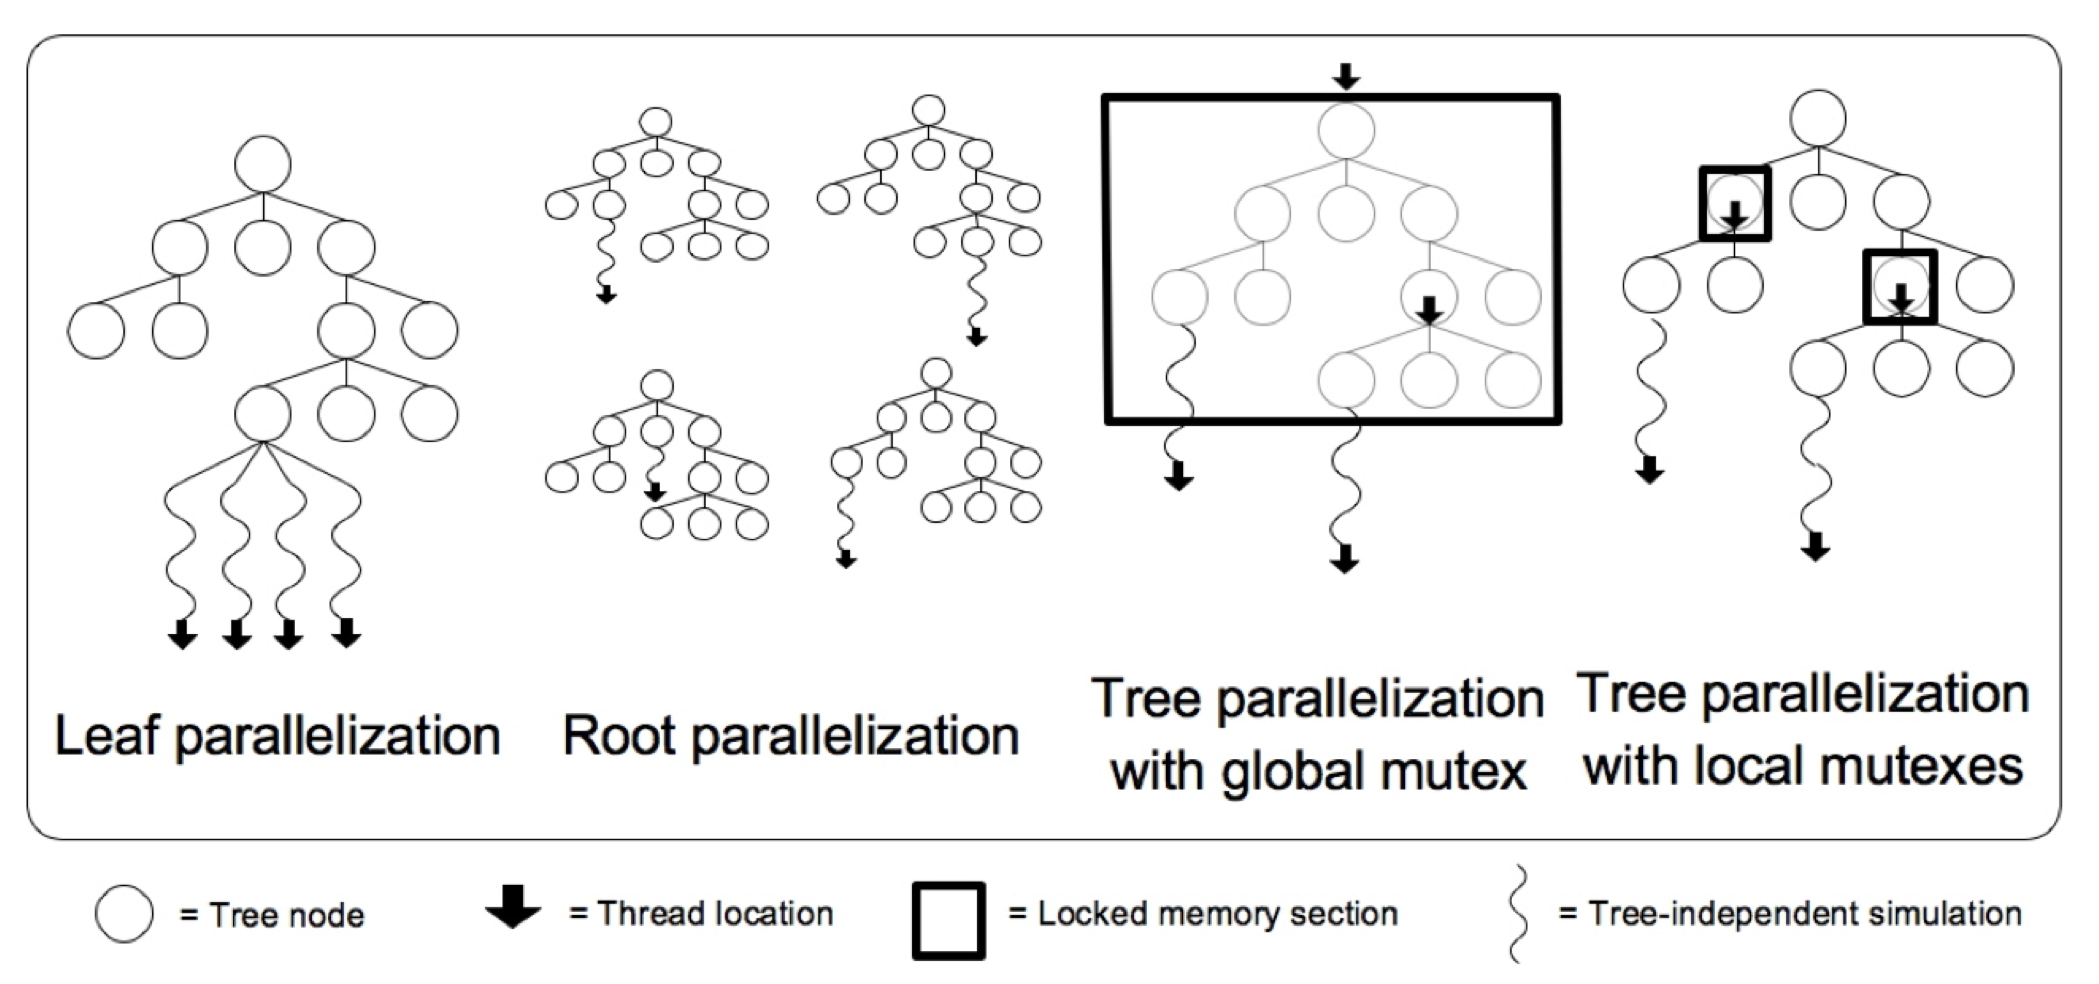 Leaf parallelization
Root parallelization
Tree parallelization
with global mutex
Tree parallelization
with local mutexes
= Tree node
= Thread location
= Locked memory section
= Tree-independent simulation